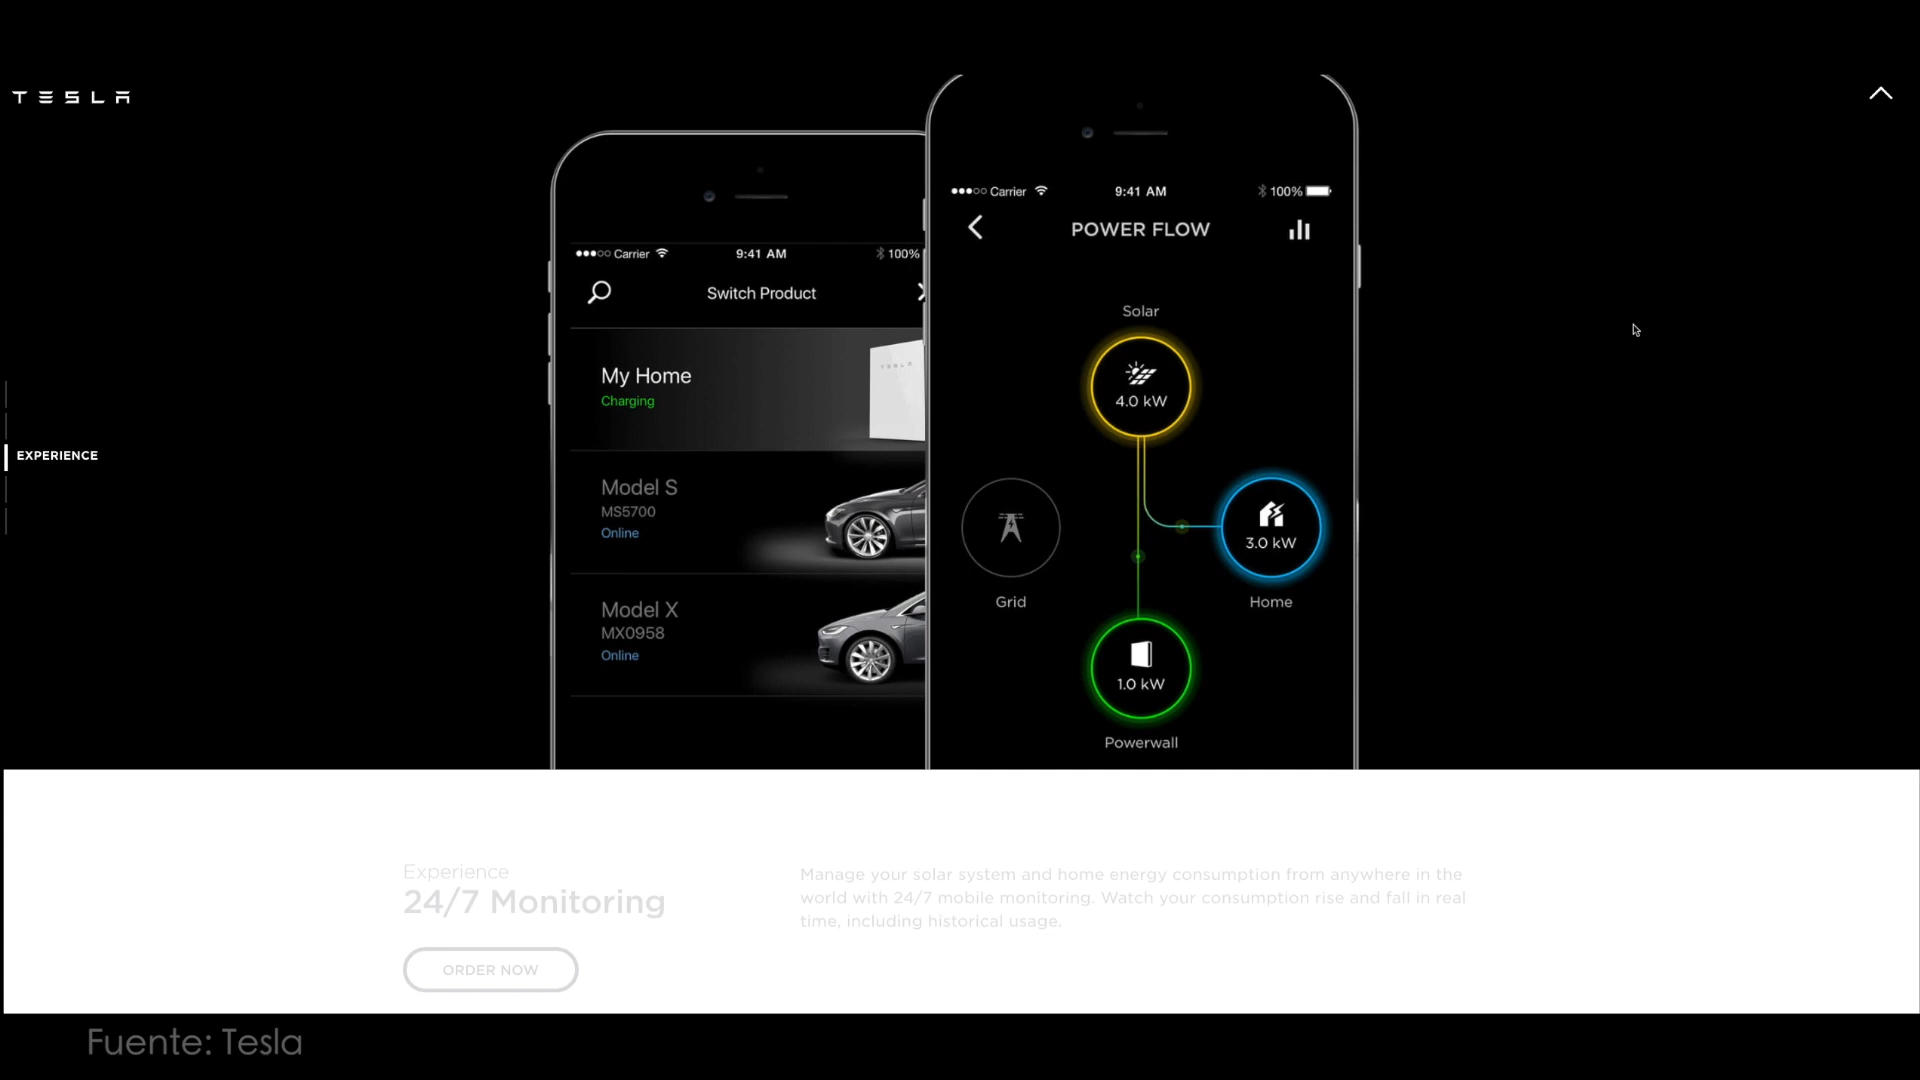 TESLA
Carrier 9:41 AM 100%
Switch Product
My Home
Charging
TESLA
Model S
MS5700
Online
Model X
MX0958
Online
Carrier 9:41 AM 100%
POWER FLOW
Solar
4.0 kW
3.0 kW
Grid
Home
1.0 kW
Powerwall
EXPERIENCE
Experience
24/7 Monitoring
ORDER NOW
Manage your solar system and home energy consumption from anywhere in the
world with 24/7 mobile monitoring. Watch your consumption rise and fall in real
time, including historical usage.
Fuente: Tesla